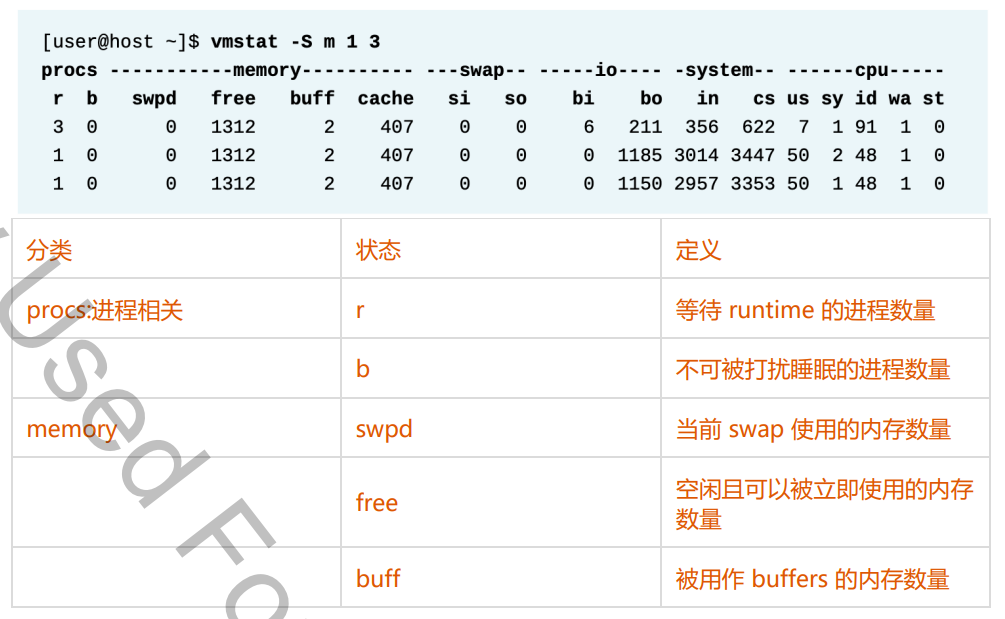 [user@host ~]$ vmstat -S m 1 3
procs -----------memory---------- ---swap-- -----io---- -system-- ------cpu-----
r b swpd free buff cache si so bi bo in cs us sy id wa st
3 0 0 1312 2 407 0 0 6 211 356 622 7 1 91 1 0
1 0 0 1312 2 407 0 0 0 1185 3014 3447 50 2 48 1 0
1 0 0 1312 2 407 0 0 0 1150 2957 3353 50 1 48 1 0
分类 状态 定义
procs:进程相关 r 等待 runtime 的进程数量
b 不可被打扰睡眠的进程数量
memory swpd 当前 swap 使用的内存数量
free 空闲且可以被立即使用的内存
数量
buff 被用作 buffers 的内存数量
Used Fo